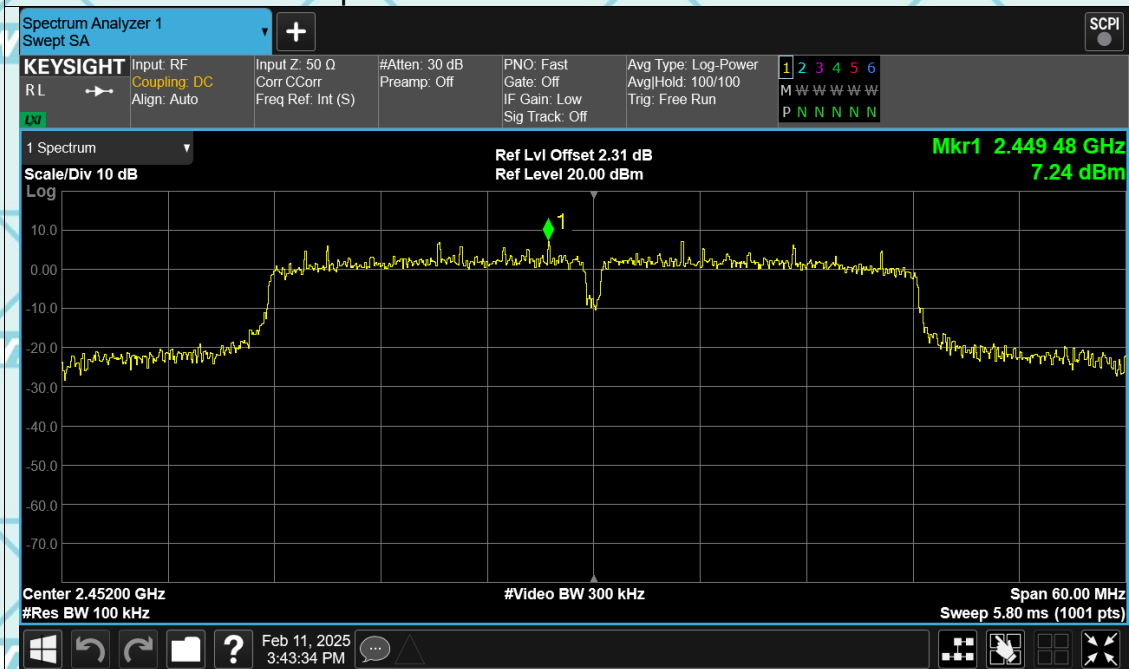 Spectrum Analyzer 1
Swept SA
+
SCPI
KEYSIGHT
R L
LXI
Input: RF
Coupling: DC
Align: Auto
Input Z: 50 Ω
Corr CCorr
Freq Ref: Int (S)
#Atten: 30 dB
Preamp: Off
PNO: Fast
Gate: Off
IF Gain: Low
Sig Track: Off
Avg Type: Log-Power
Avg|Hold: 100/100
Trig: Free Run
1 2 3 4 5 6
M W W W W W
P N N N N N
1 Spectrum
Scale/Div 10 dB
Log
Ref Lvl Offset 2.31 dB
Ref Level 20.00 dBm
Mkr1 2.449 48 GHz
7.24 dBm
1
10.0
0.00
-10.0
-20.0
-30.0
-40.0
-50.0
-60.0
-70.0
Center 2.45200 GHz
#Res BW 100 kHz
#Video BW 300 kHz
Span 60.00 MHz
Sweep 5.80 ms (1001 pts)
?
Feb 11, 2025
3:43:34 PM